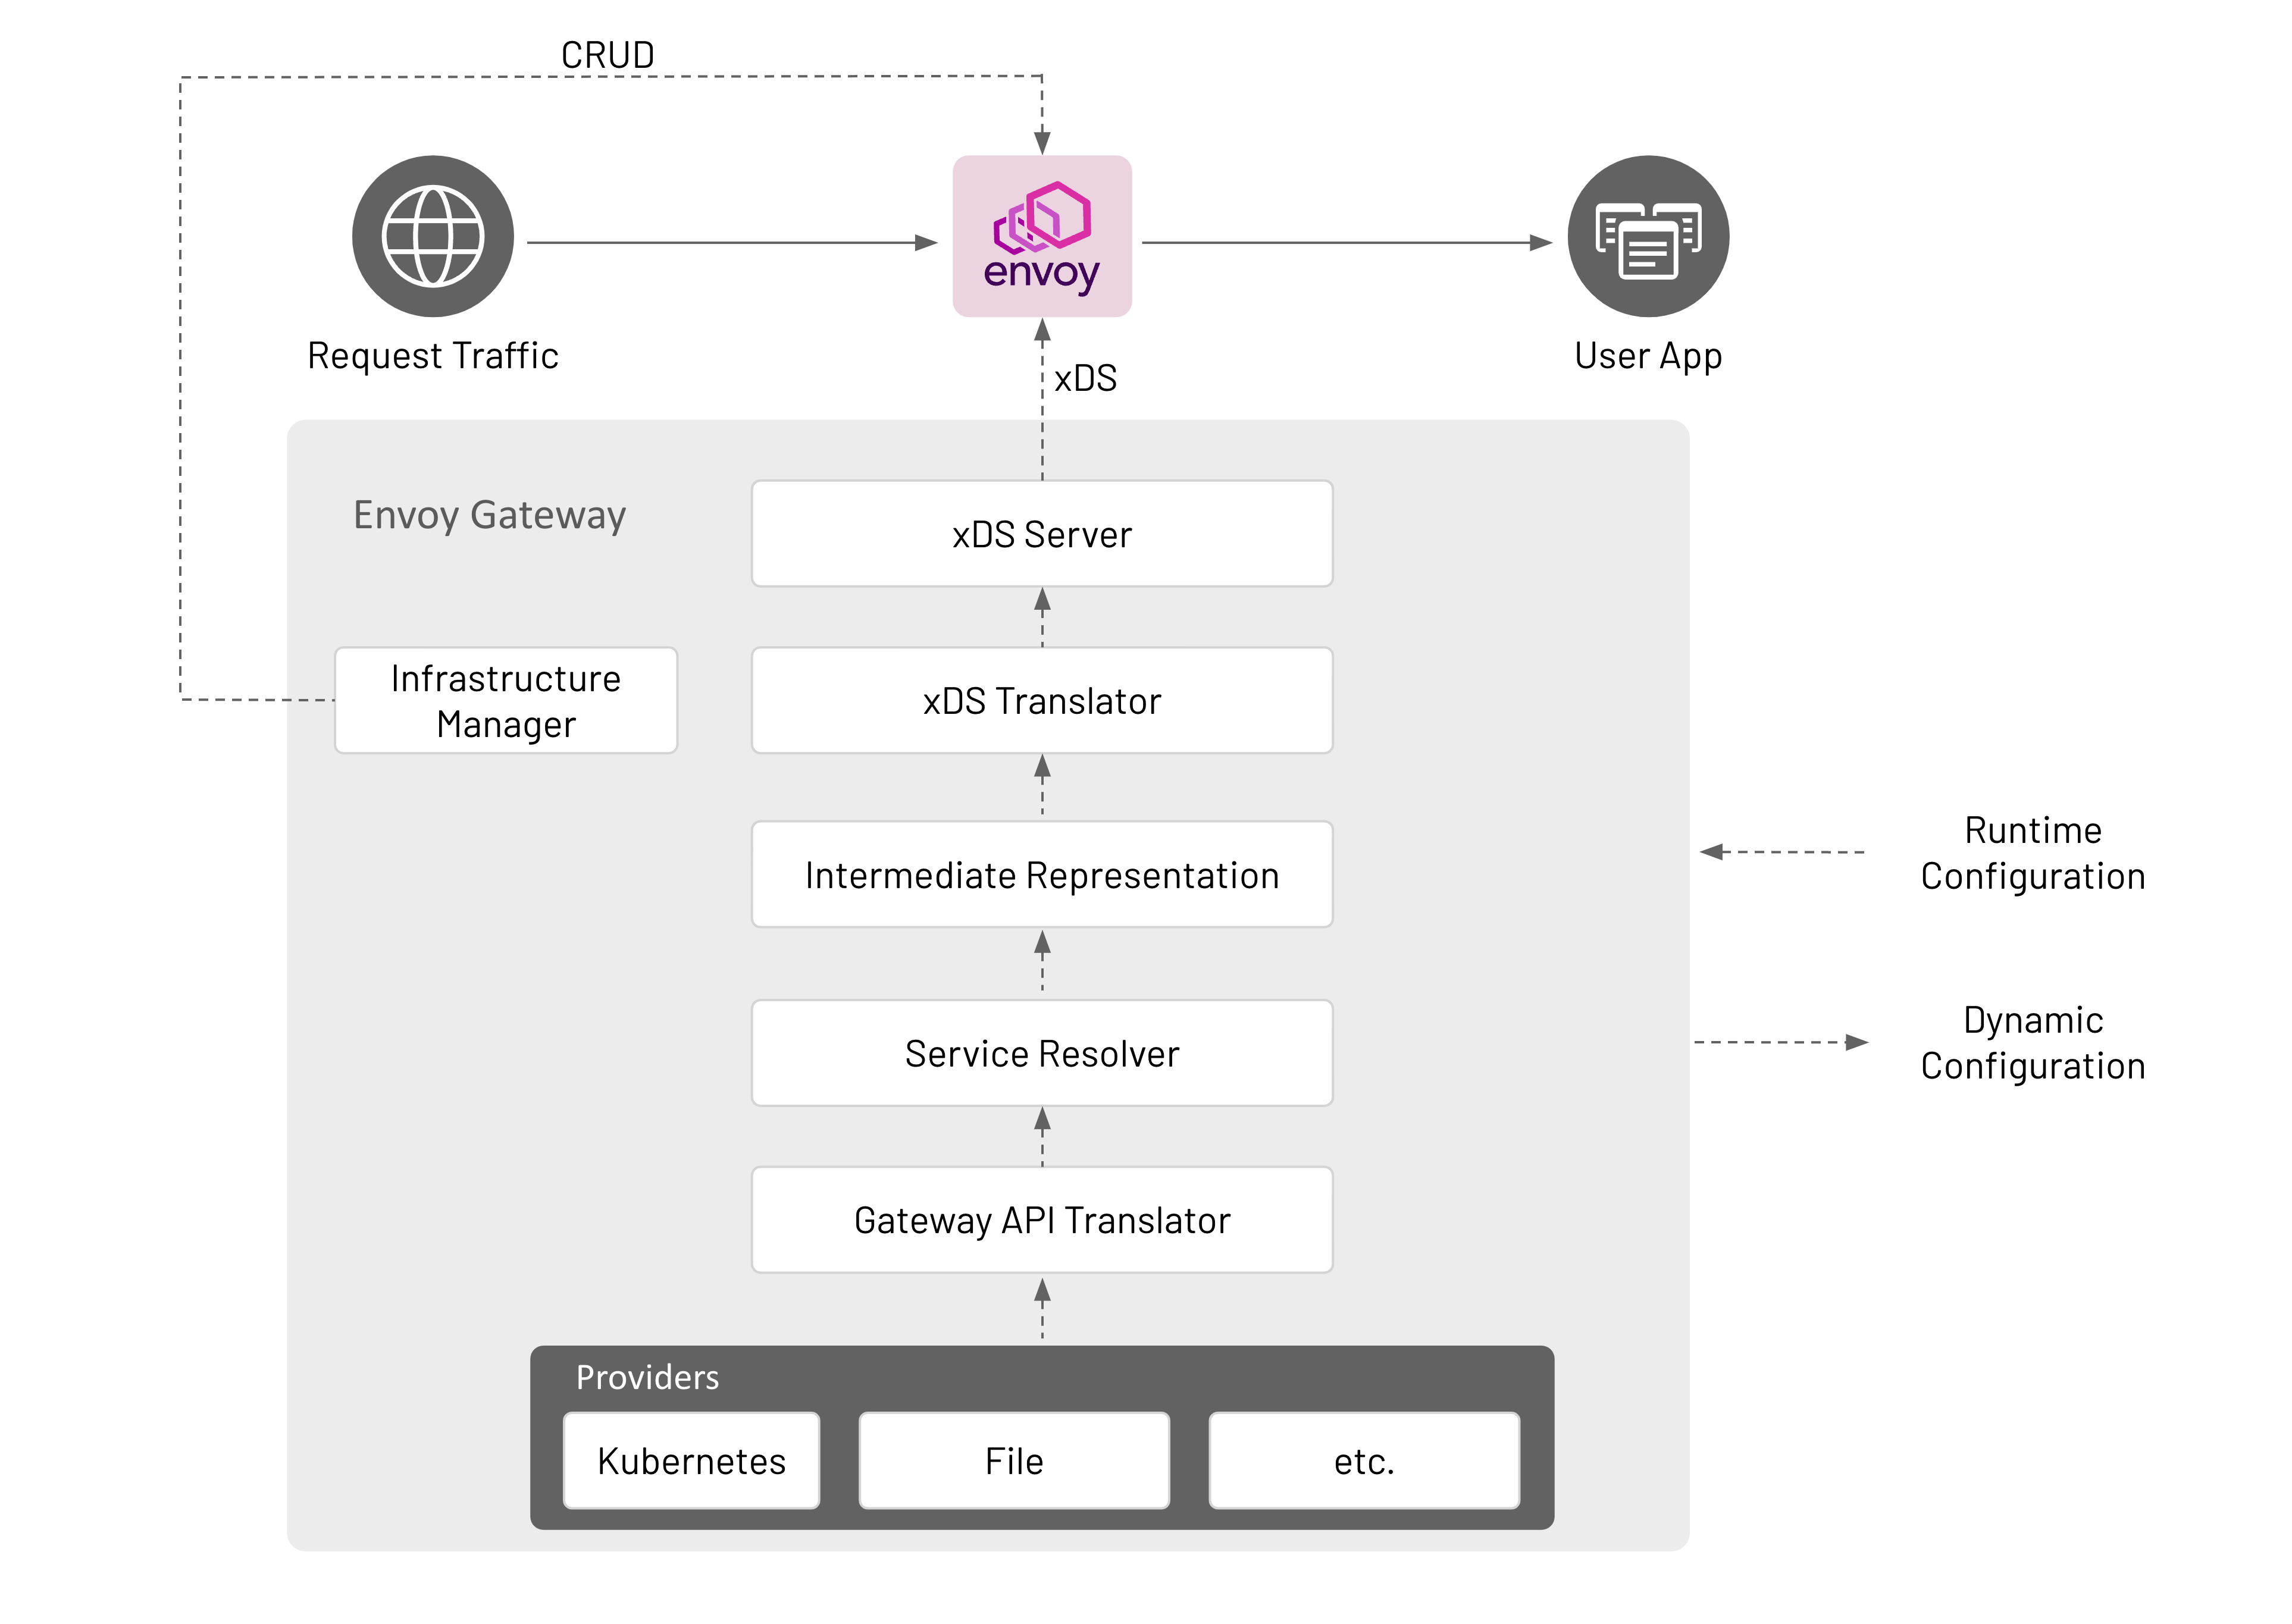 CRUD
envoy
Request Traffic
User App
xDS
Envoy Gateway
xDS Server
Infrastructure
Manager
xDS Translator
Intermediate Representation
Runtime
Configuration
Service Resolver
Dynamic
Configuration
Gateway API Translator
Providers
Kubernetes
File
etc.